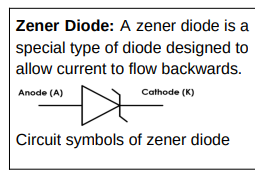 Zener Diode: A zener diode is a
special type of diode designed to
allow current to flow backwards.
Anode (A) Cathode (K)
Circuit symbols of zener diode